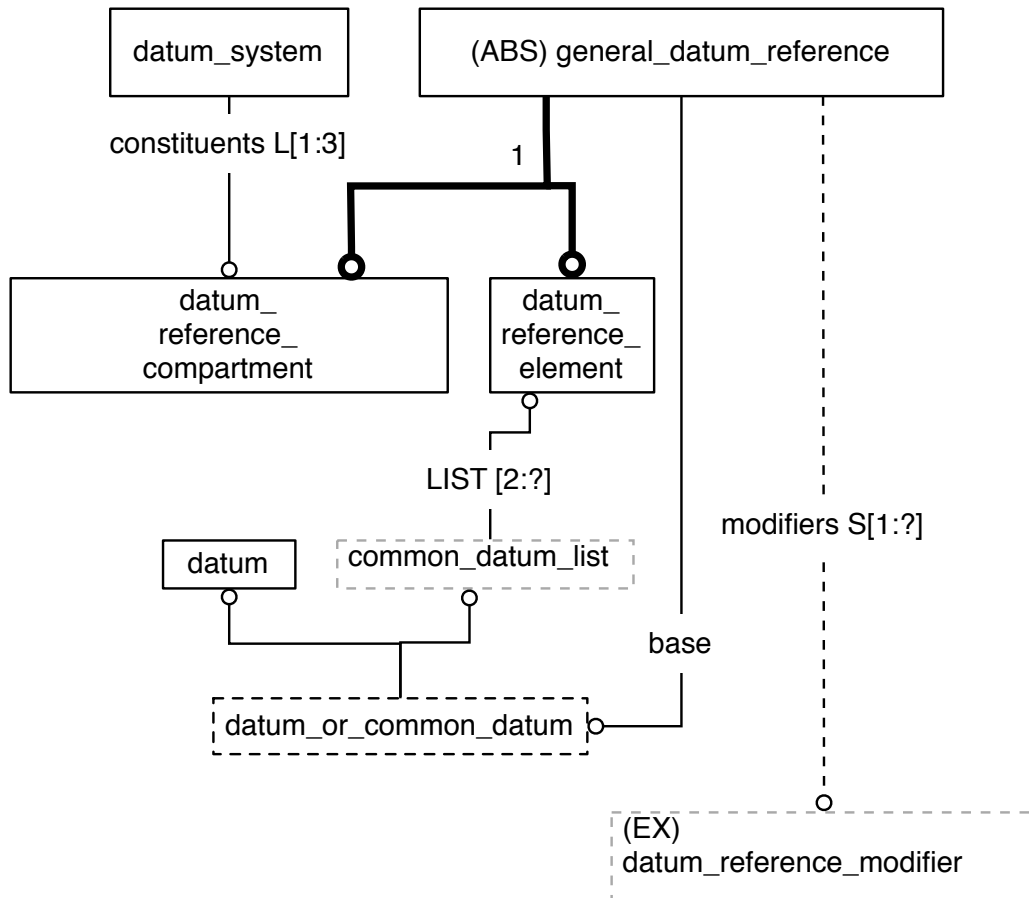 datum_system
(ABS) general_datum_reference
constituents L[1:3]
1
datum_
reference_
compartment
datum_
reference_
element
LIST [2:?]
modifiers S[1:?]
datum
common_datum_list
base
datum_or_common_datum
(EX)
datum_reference_modifier